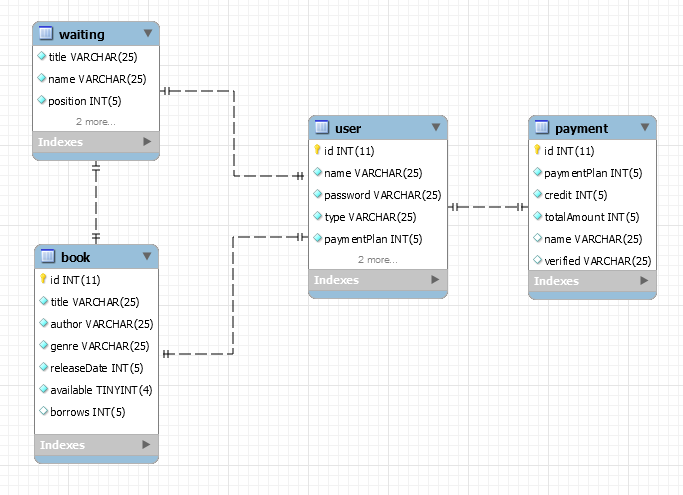 waiting
title VARCHAR(25)
name VARCHAR(25)
position INT(5)
2 more...
Indexes
book
id INT(11)
title VARCHAR(25)
author VARCHAR(25)
genre VARCHAR(25)
releaseDate INT(5)
available TINYINT(4)
borrows INT(5)
Indexes
user
id INT(11)
name VARCHAR(25)
password VARCHAR(25)
type VARCHAR(25)
paymentPlan INT(5)
2 more...
Indexes
payment
id INT(11)
paymentPlan INT(5)
credit INT(5)
totalAmount INT(5)
name VARCHAR(25)
verified VARCHAR(25)
Indexes